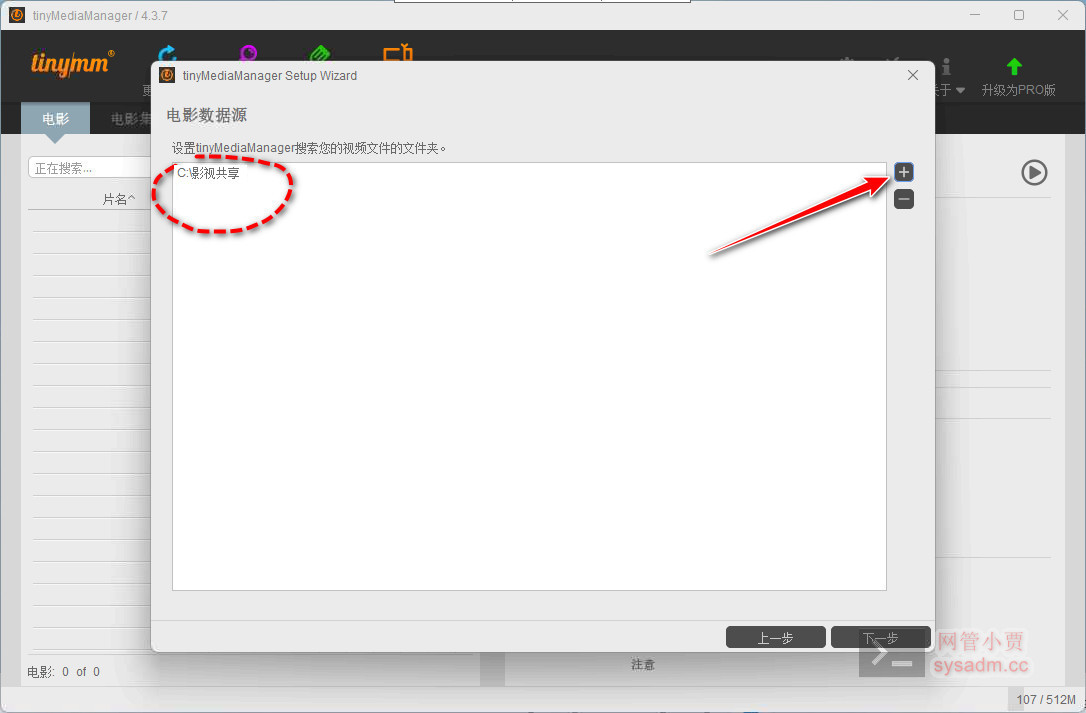 tinyMediaManager / 4.3.7
tinymm®
更
于
升级为PRO版
电影
电影集
正在搜索...
片名^
tinyMediaManager Setup Wizard
电影数据源
设置tinyMediaManager搜索您的视频文件的文件夹。
C:\影视共享
上一步
下一步
注意
电影: 0 of 0
网管小贾
sysadm.cc
107 / 512M